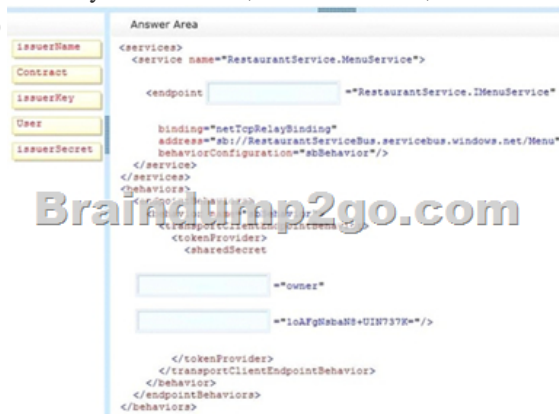 Answer Area
issuerName
Contract
issuerKey
User
issuerSecret
<services>
<service name="RestaurantService.MenuService">
<endpoint ="RestaurantService.IMenuService"
binding="netTcpRelayBinding"
address="sb://RestaurantServiceBus.servicebus.windows.net/Menu"
behaviorConfiguration="sbBehavior"/>
</service>
</services>
<behaviors>
Braindump2go.com
<transportClientEndpointBehavior>
<tokenProvider>
<sharedSecret
="owner"
="1oAFgNsbaN8+UIN737K="/>
</tokenProvider>
</transportClientEndpointBehavior>
</behavior>
</endpointBehaviors>
</behaviors>